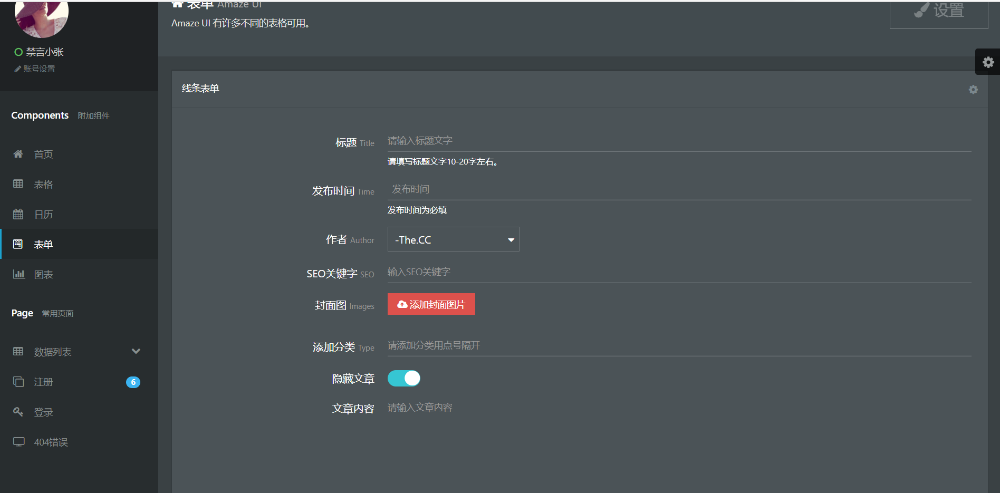 表单 Amaze UI
Amaze UI 有许多不同的表格可用。
设置
禁言小张
账号设置
Components 附加组件
首页
表格
日历
表单
图表
Page 常用页面
数据列表
注册 6
登录
404错误
线条表单
标题 Title 请输入标题文字
请填写标题文字10-20字左右。
发布时间 Time 发布时间
发布时间为必填
作者 Author -The.CC
SEO关键字 SEO 输入SEO关键字
封面图 Images 添加封面图片
添加分类 Type 请添加分类用点号隔开
隐藏文章
文章内容 请输入文章内容